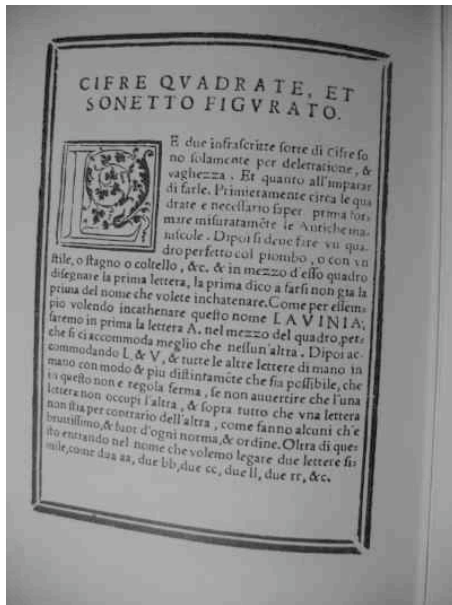 CIFRE QVADRATE, ET
SONETTO FIGVRATO.
LE due infrascritte sorte di Cifre so
no solamente per delettatione, &
vaghezza. Et quanto all'imparar
di farle. Primieramente circa le qua
drate e necessario saper prima for-
mare misuratamẽte le Antiche ma-
iuscole. Dipoi si deue fare vn qua-
dro perfetto col piombo, o con vn
stile, o stagno o coltello, &c. & in mezzo d'esso quadro
disegnare la prima lettera, la prima dico a farsi non gia la
prima del nome che volete inchatenare. Come per essem-
pio volendo incathenare questo nome LAVINIA,
faremo in prima la lettera A, nel mezzo del quadro, per-
che si ci accommoda meglio che nessun'altra. Dipoi ac-
commodando L & V, & tutte le altre lettere di mano in
mano con modo & piu distintamẽte che sia possibile, che
in questo non e regola ferma, se non auuertire che l'una
lettera non occupi l'altra, & sopra tutto che vna lettera
non stia per contrario dell'altra, come fanno alcuni ch'e
bruttissimo, & fuor d'ogni norma, & ordine. Oltra di que-
sto entrando nel nome che volemo legare due lettere si-
mile, come dua aa, due bb, due cc, due ll, due rr, &c.